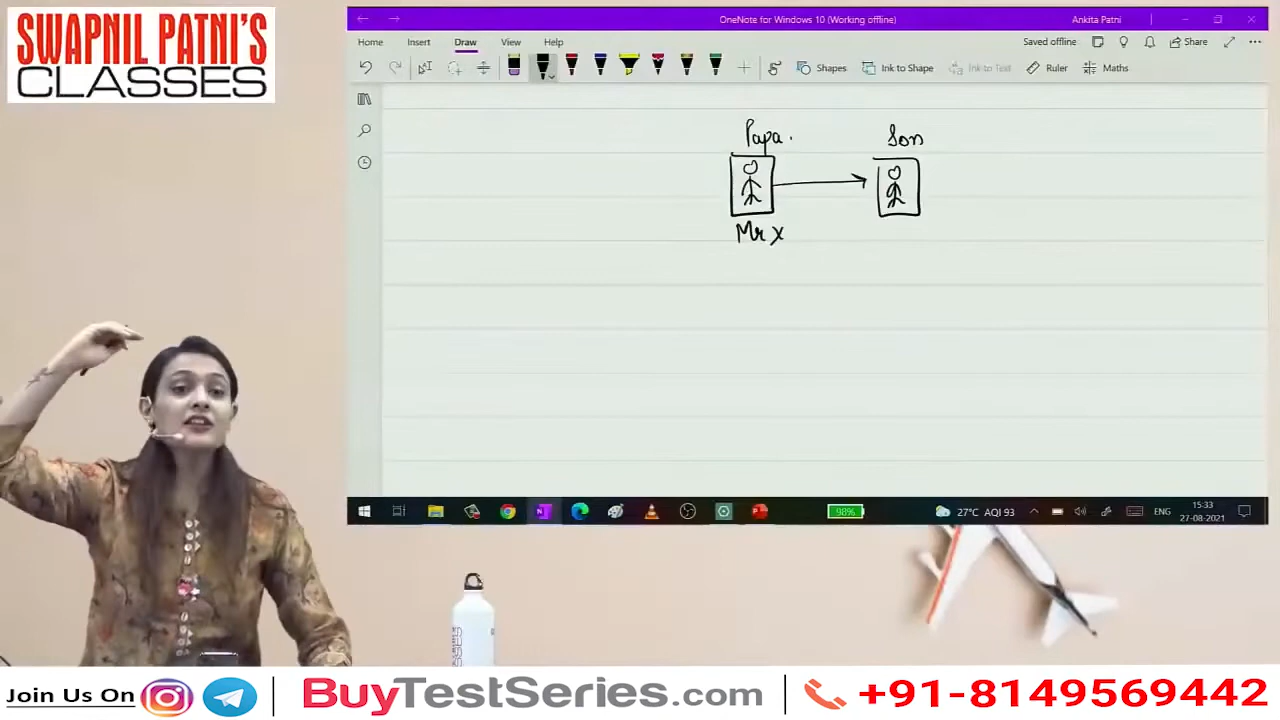 SWAPNIL PATNI'S
CLASSES
OneNote for Windows 10 (Working offline)
Ankita Patni
Home Insert Draw View Help
Saved offline
Share
Shapes
Ink to Shape
Ink to Text
Ruler
Maths
Papa.
Son
Mr X
98%
27°C AQI 93
ENG
15:33
27-08-2021
Join Us On
BuyTestSeries.com
+91-8149569442